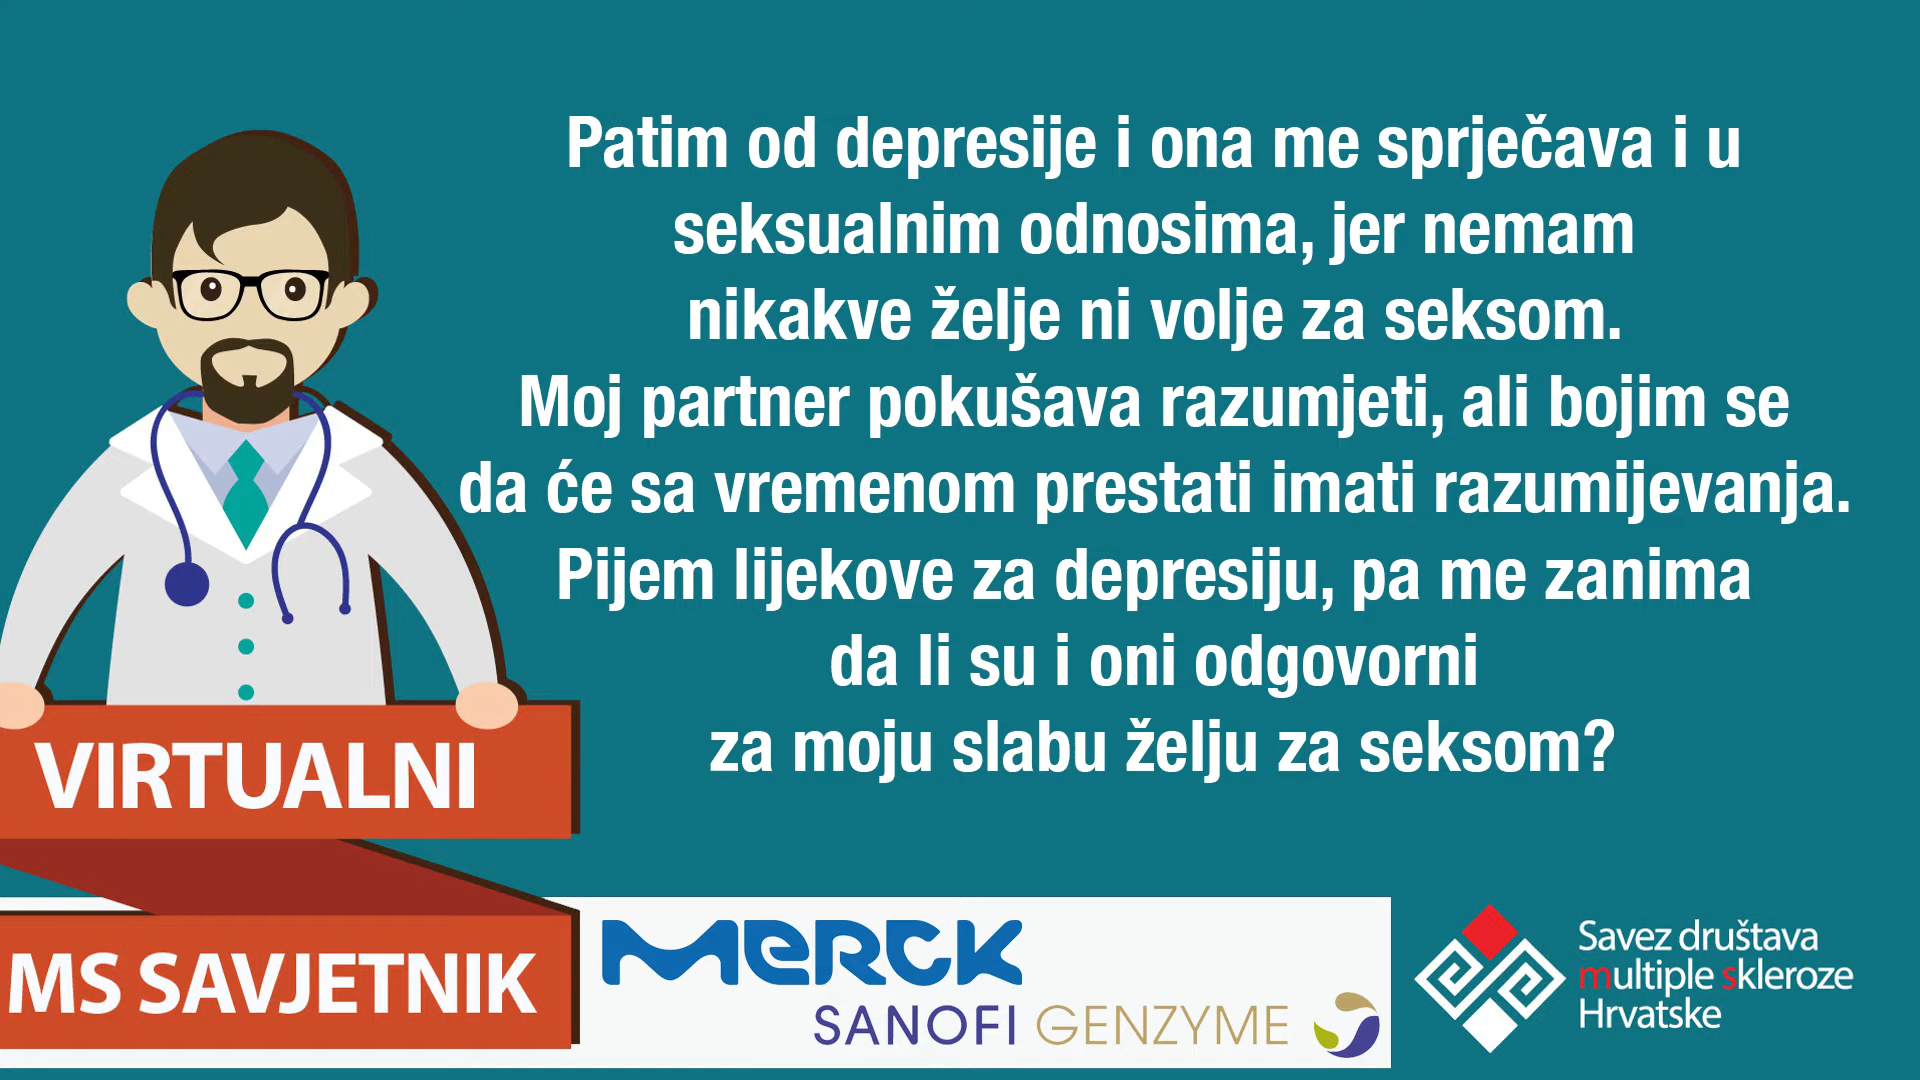 Patim od depresije i ona me sprječava i u
seksualnim odnosima, jer nemam
nikakve želje ni volje za seksom.
Moj partner pokušava razumjeti, ali bojim se
da će sa vremenom prestati imati razumijevanja.
Pijem lijekove za depresiju, pa me zanima
da li su i oni odgovorni
za moju slabu želju za seksom?
VIRTUALNI
MS SAVJETNIK
MERCK
SANOFI GENZYME
Savez društava
multiple skleroze
Hrvatske